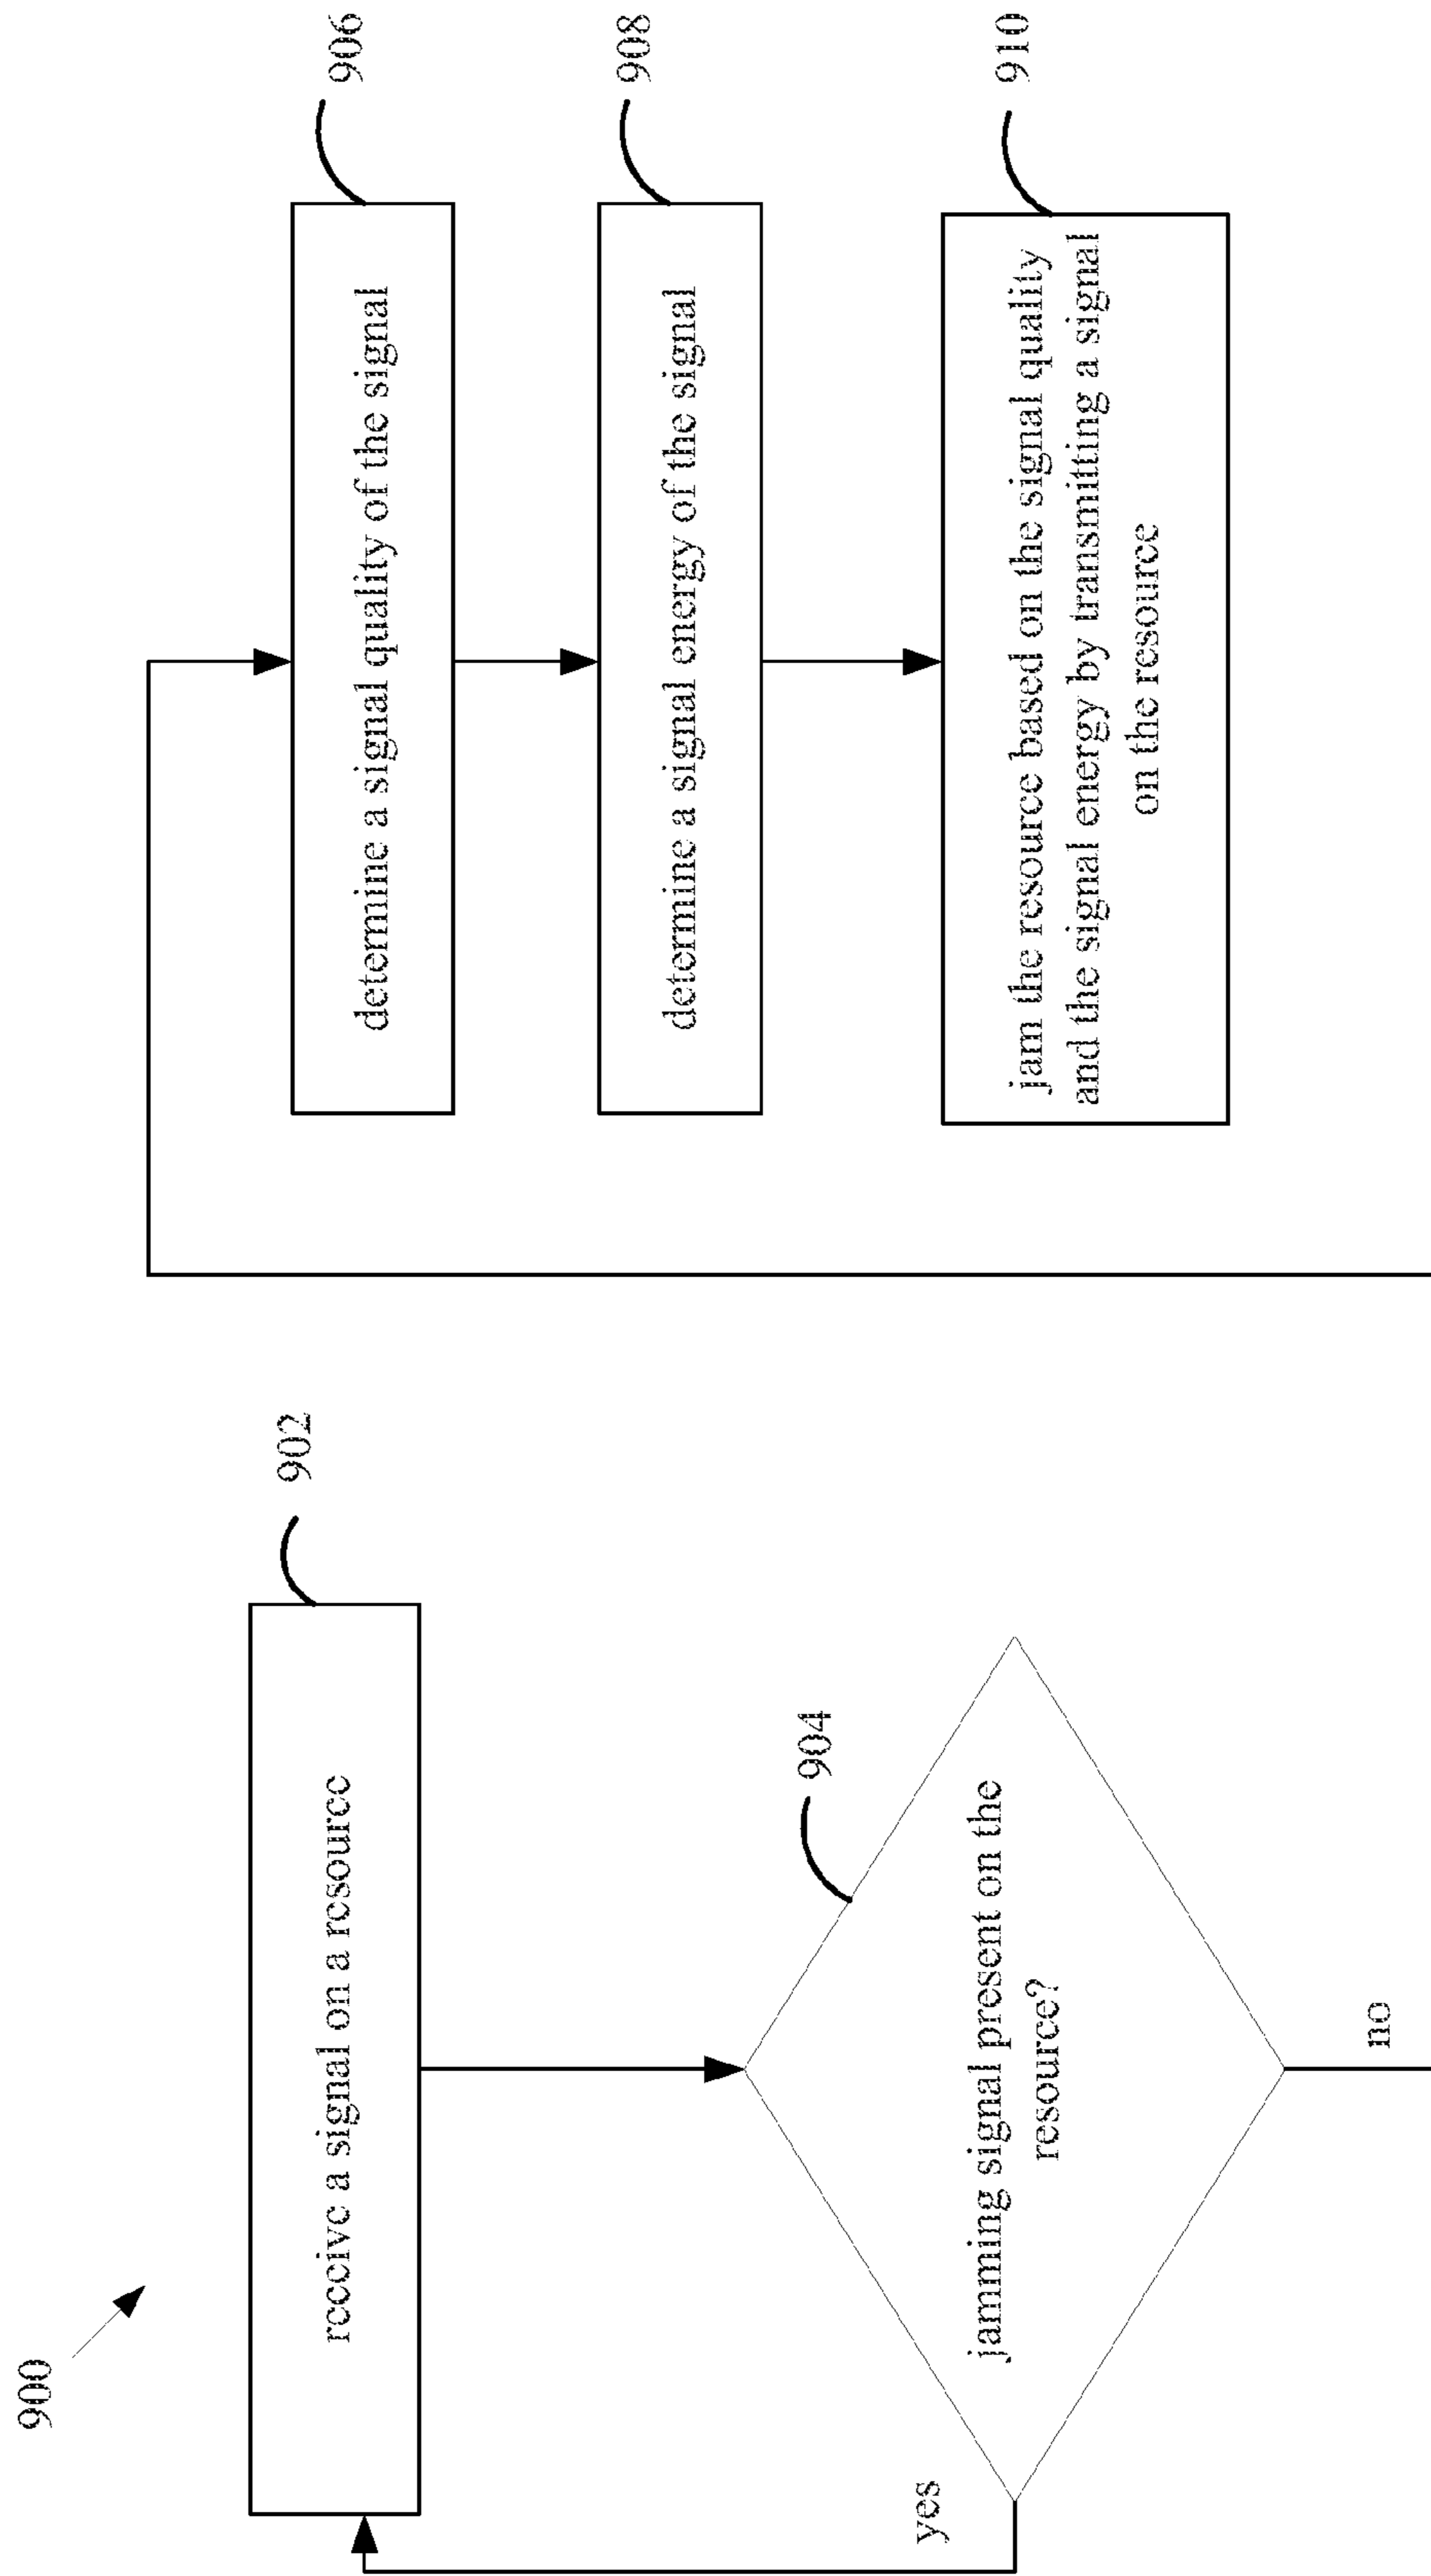 900
902
receive a signal on a resource
904
jamming signal present on the
resource?
yes
no
906
determine a signal quality of the signal
908
determine a signal energy of the signal
910
jam the resource based on the signal quality
and the signal energy by transmitting a signal
on the resource